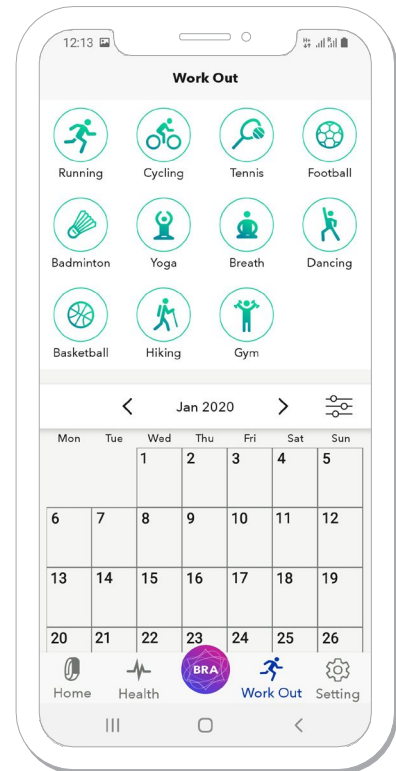 12:13
Work Out
Running Cycling Tennis Football
Badminton Yoga Breath Dancing
Basketball Hiking Gym
Jan 2020
Mon Tue Wed Thu Fri Sat Sun
1 2 3 4 5
6 7 8 9 10 11 12
13 14 15 16 17 18 19
20 21 22 23 24 25 26
BRA
Home Health Work Out Setting